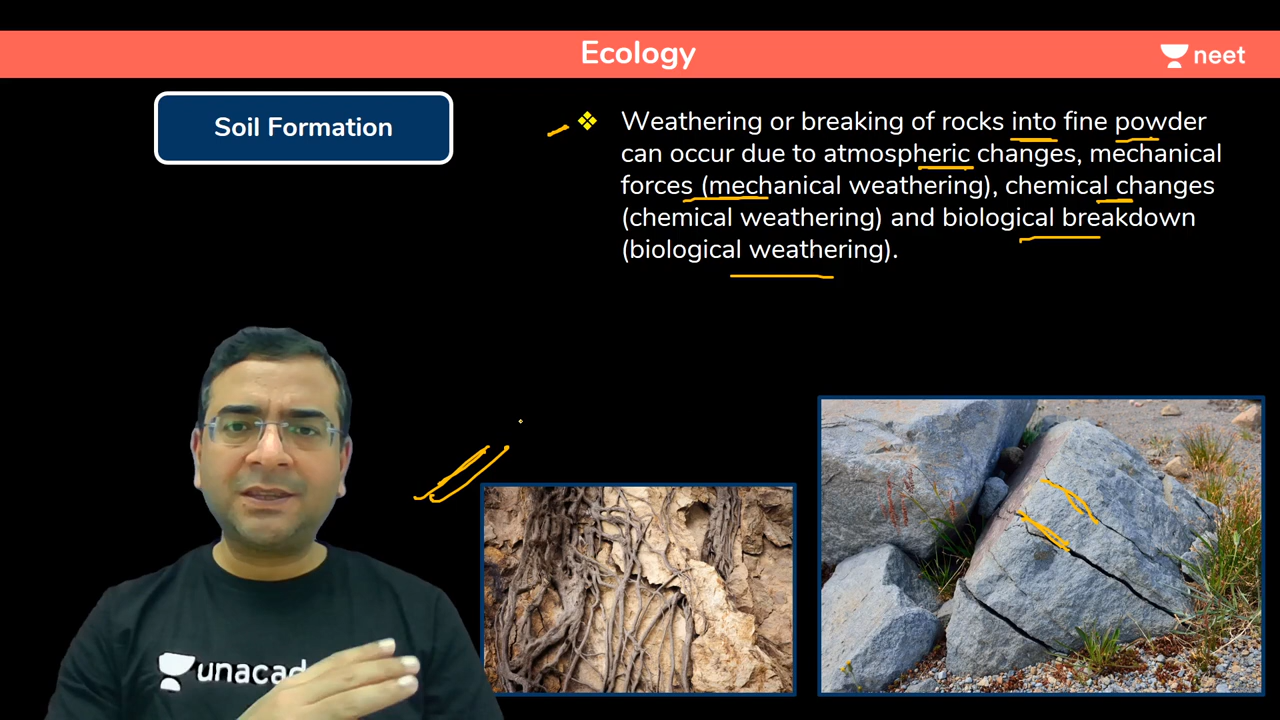 Ecology
neet
Soil Formation
❖ Weathering or breaking of rocks into fine powder
can occur due to atmospheric changes, mechanical
forces (mechanical weathering), chemical changes
(chemical weathering) and biological breakdown
(biological weathering).
unacad